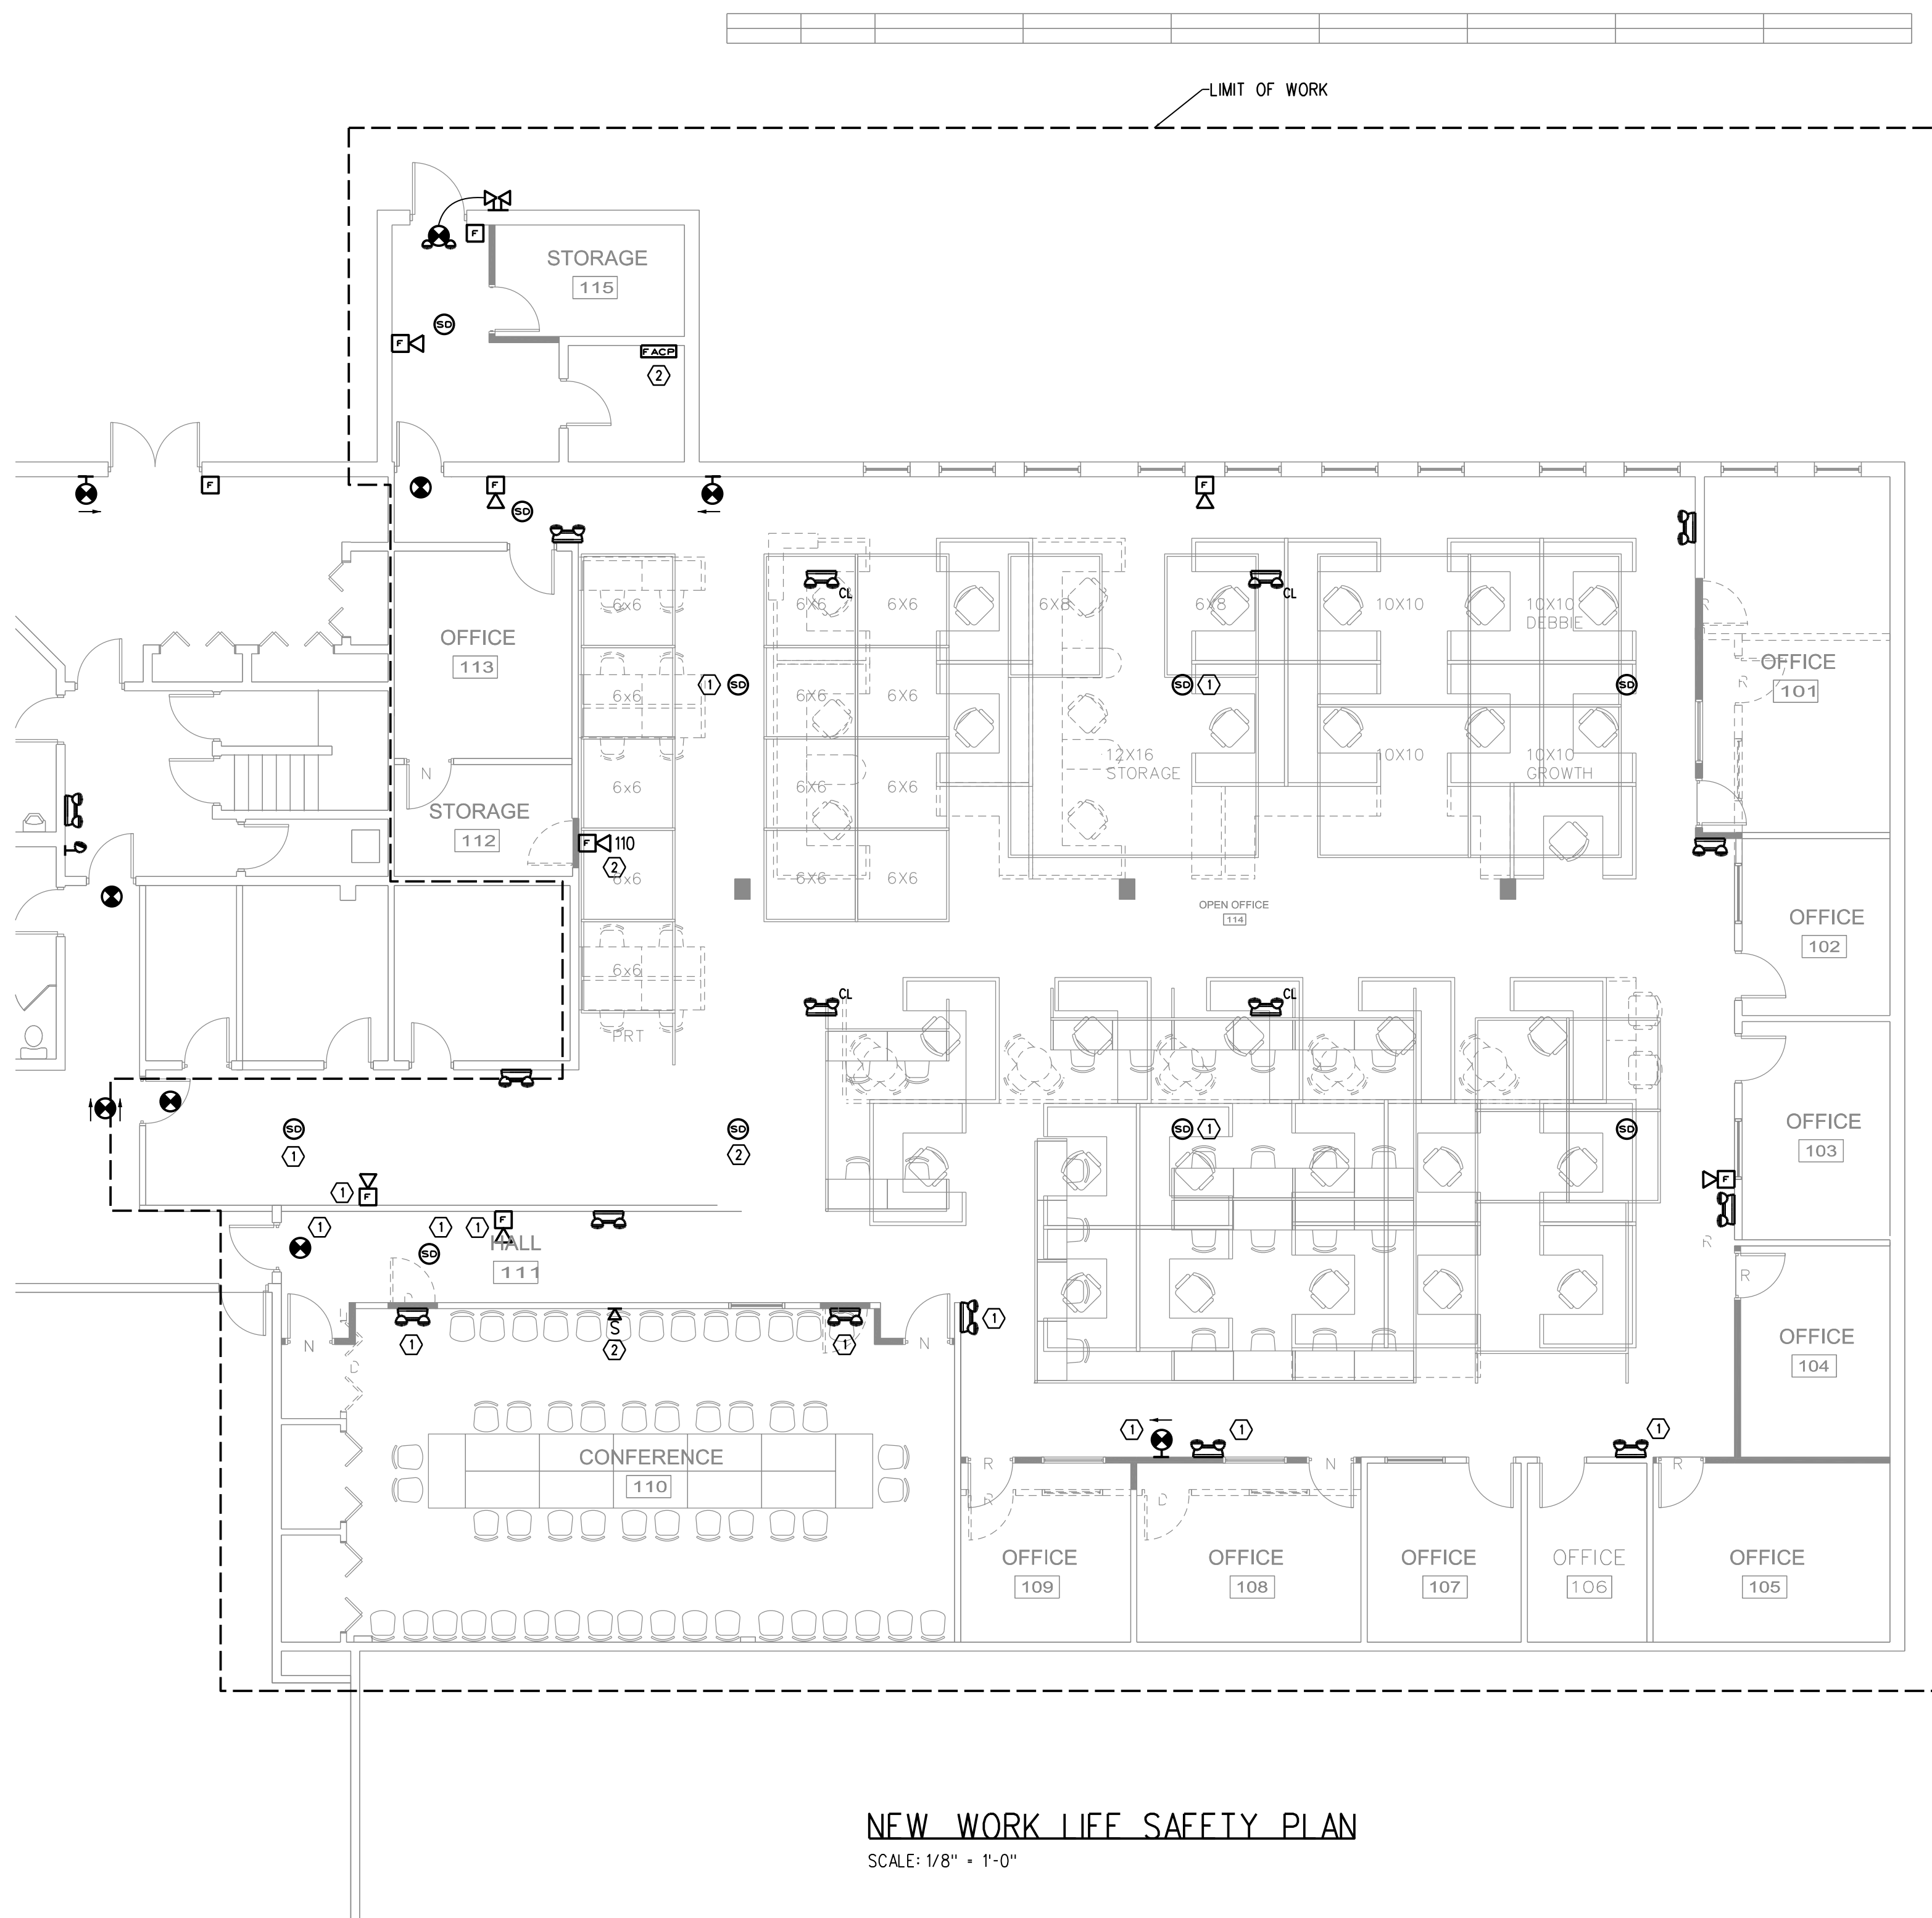 LIMIT OF WORK
F
STORAGE
115
SD
F
FACP
2
F
F
F
SD
CL
CL
6x6
6X6
6X6
6X8
6X8
10X10
10X10
DEBBIE
R
OFFICE
113
OFFICE
101
R
1
SD
SD
1
SD
6x6
6X6
6X6
12X16
STORAGE
10X10
10X10
GROWTH
N
STORAGE
112
6x6
6X6
6X6
F
110
2
6x6
6X6
6X6
OPEN OFFICE
114
OFFICE
102
6x6
CL
CL
PRT
SD
1
SD
2
SD
1
SD
OFFICE
103
1
F
F
1
1
1
F
SD
HALL
111
R
R
D
1
S
2
1
1
N
N
D
OFFICE
104
1
1
1
CONFERENCE
110
R
N
R
R
D
OFFICE
109
OFFICE
108
OFFICE
107
OFFICE
106
OFFICE
105
NEW WORK LIFE SAFETY PLAN
SCALE: 1/8" = 1'-0"